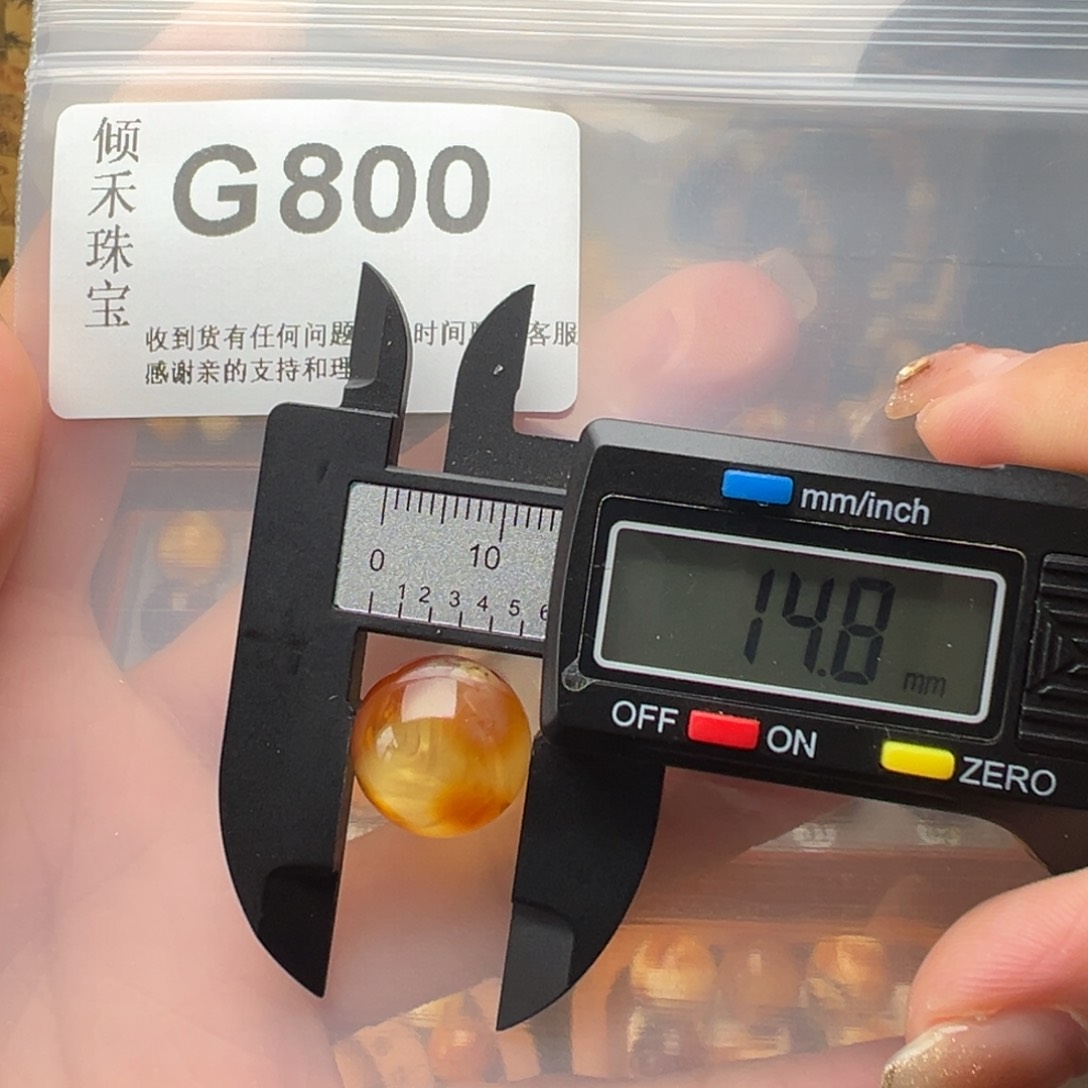 倾禾珠宝
G800
收到货有任何问题 时间 客服
感谢亲的支持和理
mm/inch
0 10
1 2 3 4 5 6
14.8 mm
OFF ON
ZERO